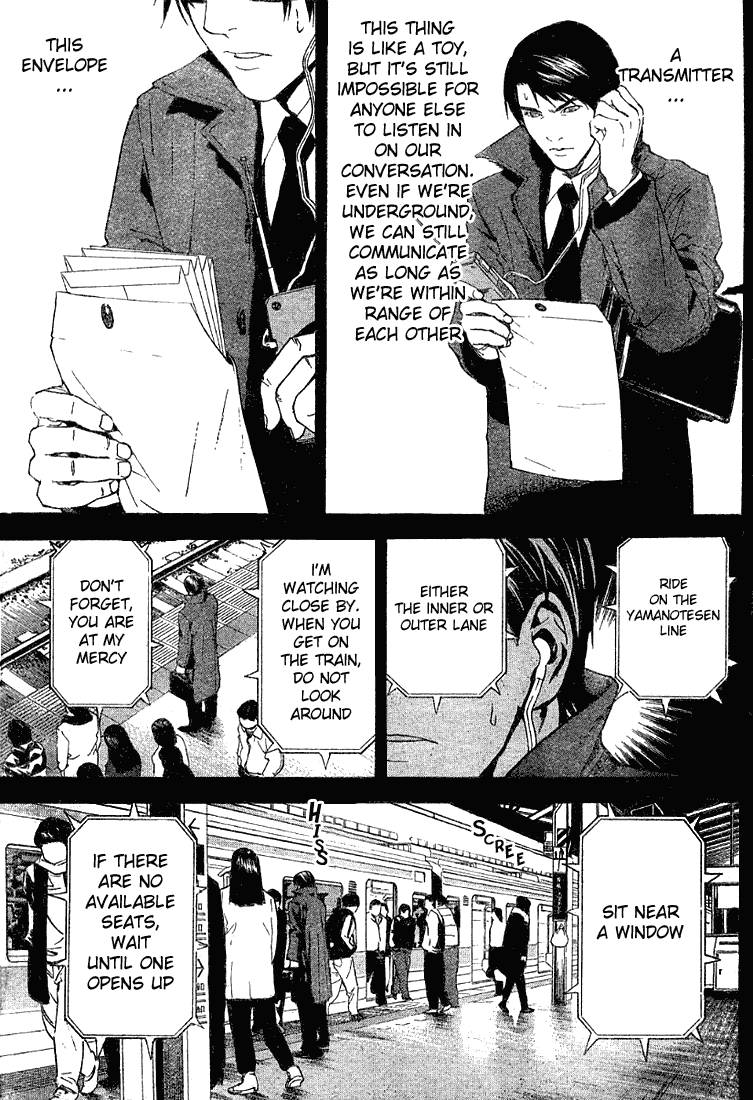 A
TRANSMITTER
...
THIS THING
IS LIKE A TOY,
BUT IT'S STILL
IMPOSSIBLE FOR
ANYONE ELSE
TO LISTEN IN
ON OUR
CONVERSATION.
EVEN IF WE'RE
UNDERGROUND,
WE CAN STILL
COMMUNICATE
AS LONG AS
WE'RE WITHIN
RANGE OF
EACH OTHER
THIS
ENVELOPE
...
RIDE
ON THE
YAMANOTESEN
LINE
EITHER
THE INNER OR
OUTER LANE
I'M
WATCHING
CLOSE BY.
WHEN YOU
GET ON
THE TRAIN,
DO NOT
LOOK
AROUND
DON'T
FORGET,
YOU ARE
AT MY
MERCY
SIT NEAR
A WINDOW
SCREE
HISS
IF THERE
ARE NO
AVAILABLE
SEATS,
WAIT
UNTIL ONE
OPENS UP